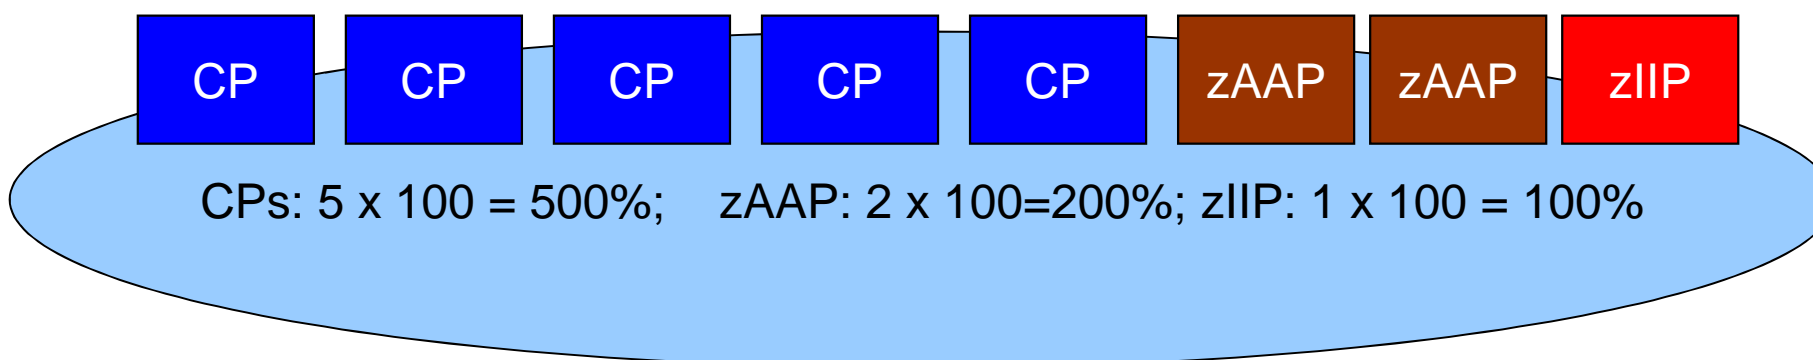 CP CP CP CP CP zAAP zAAP zIIP
CPs: 5 x 100 = 500%; zAAP: 2 x 100=200%; zIIP: 1 x 100 = 100%